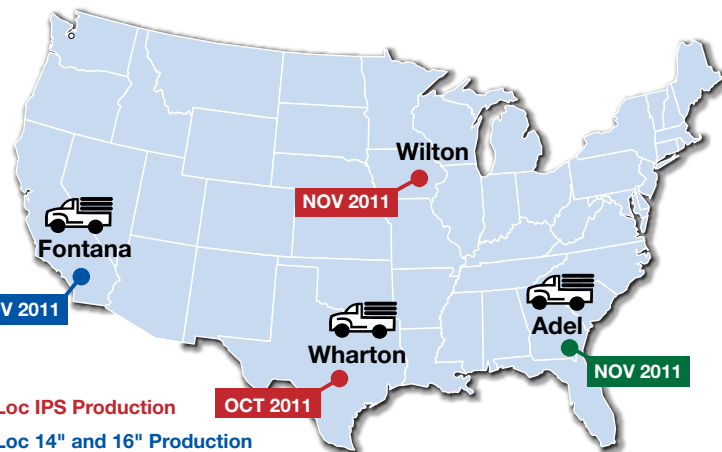 Wilton
NOV 2011
Fontana
V 2011
Wharton
OCT 2011
Adel
NOV 2011
Loc IPS Production
Loc 14" and 16" Production